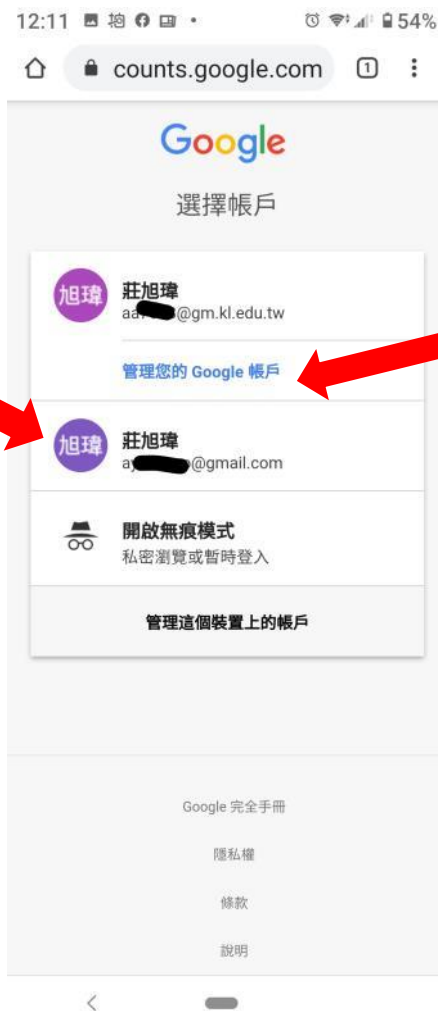 12:11 54%
counts.google.com 1
Google
選擇帳戶
旭瑋 莊旭瑋
@gm.kl.edu.tw
管理您的 Google 帳戶
旭瑋 莊旭瑋
@gmail.com
開啟無痕模式
私密瀏覽或暫時登入
管理這個裝置上的帳戶
Google 完全手冊
隱私權
條款
說明